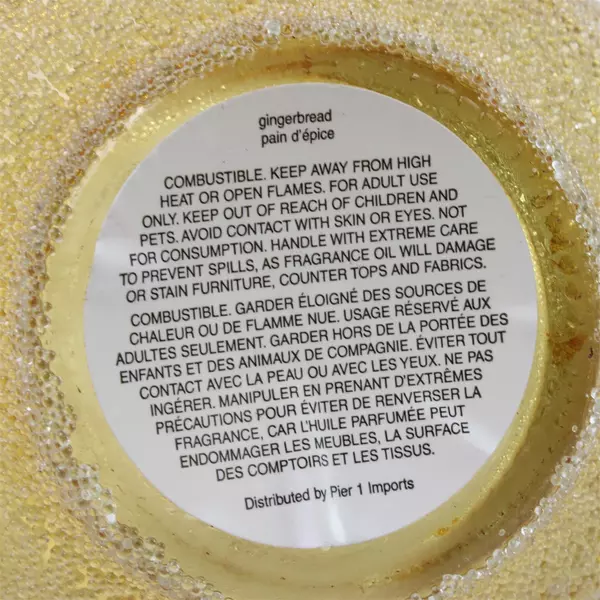 gingerbread
pain d'épice
COMBUSTIBLE. KEEP AWAY FROM HIGH
HEAT OR OPEN FLAMES. FOR ADULT USE
ONLY. KEEP OUT OF REACH OF CHILDREN AND
PETS. AVOID CONTACT WITH SKIN OR EYES. NOT
FOR CONSUMPTION. HANDLE WITH EXTREME CARE
TO PREVENT SPILLS, AS FRAGRANCE OIL WILL DAMAGE
OR STAIN FURNITURE, COUNTER TOPS AND FABRICS.
COMBUSTIBLE. GARDER ÉLOIGNÉ DES SOURCES DE
CHALEUR OU DE FLAMME NUE. USAGE RÉSERVÉ AUX
ADULTES SEULEMENT. GARDER HORS DE LA PORTÉE DES
ENFANTS ET DES ANIMAUX DE COMPAGNIE. ÉVITER TOUT
CONTACT AVEC LA PEAU OU AVEC LES YEUX. NE PAS
INGÉRER. MANIPULER EN PRENANT D'EXTRÊMES
PRÉCAUTIONS POUR ÉVITER DE RENVERSER LA
FRAGRANCE, CAR L'HUILE PARFUMÉE PEUT
ENDOMMAGER LES MEUBLES, LA SURFACE
DES COMPTOIRS ET LES TISSUS.
Distributed by Pier 1 Imports